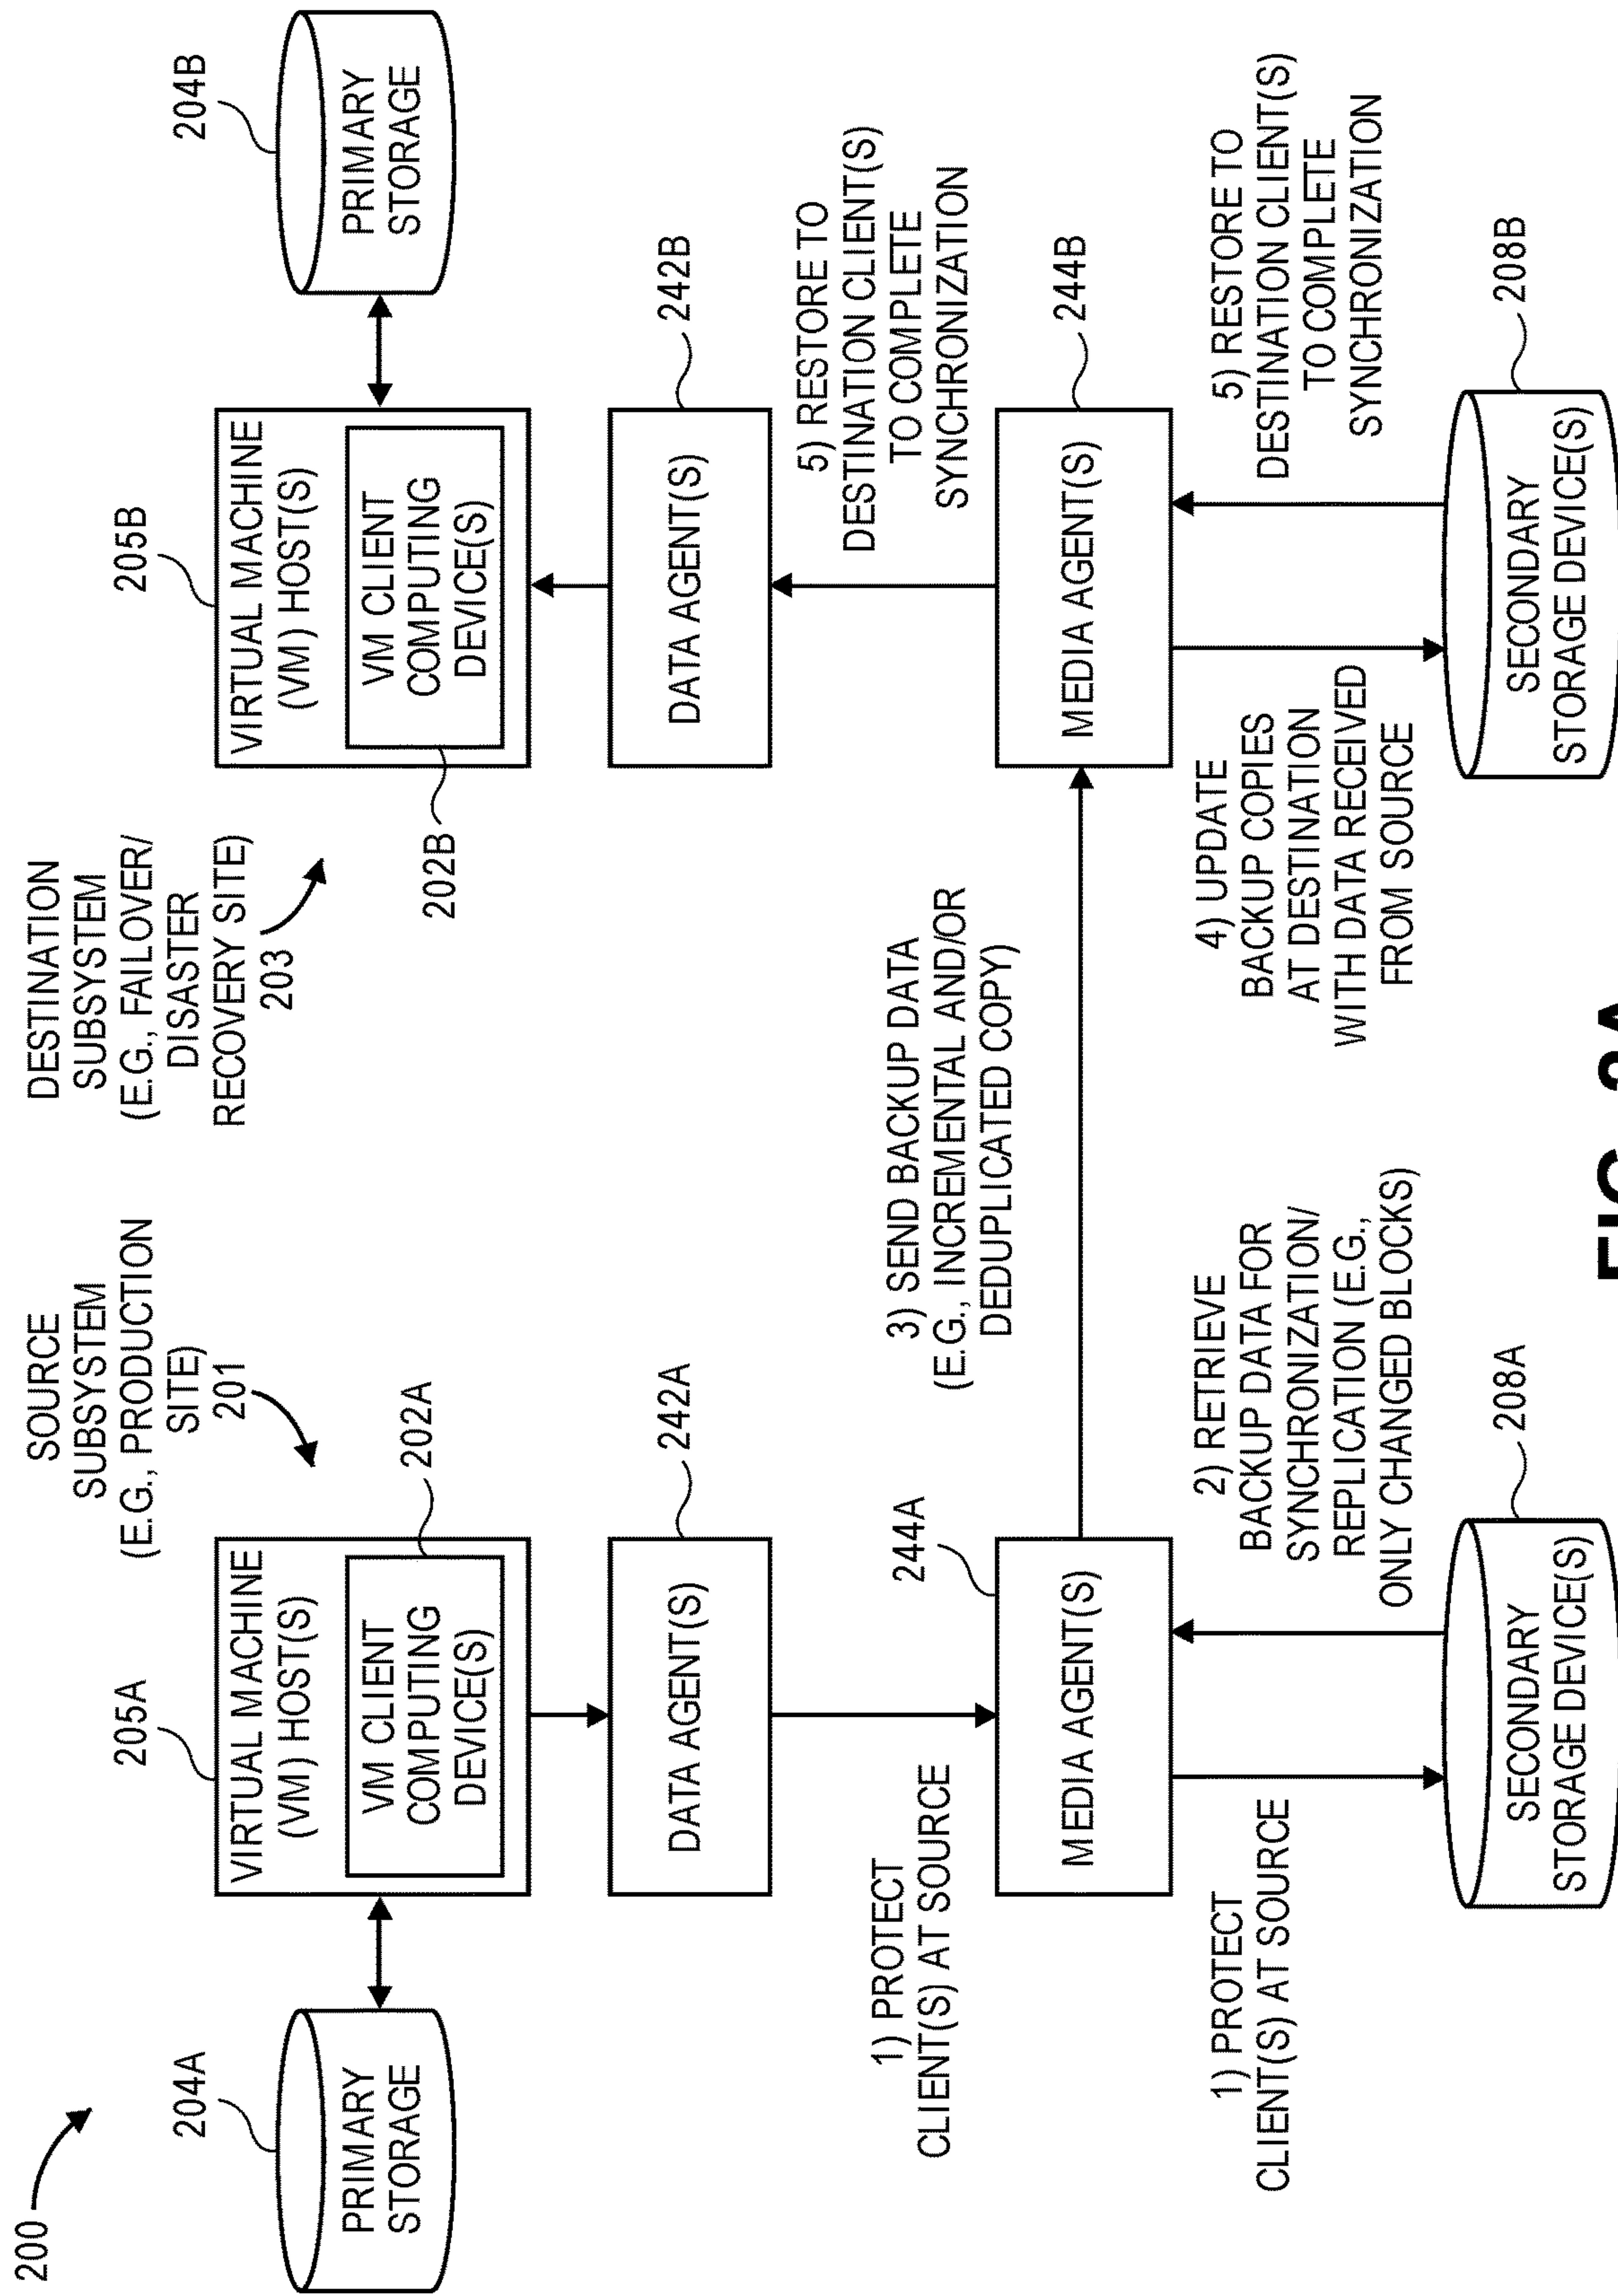 200
SOURCE
SUBSYSTEM
(E.G., PRODUCTION
SITE)
201
DESTINATION
SUBSYSTEM
(E.G., FAILOVER/
DISASTER
RECOVERY SITE)
203
204A
PRIMARY
STORAGE
205A
VIRTUAL MACHINE
(VM) HOST(S)
VM CLIENT
COMPUTING
DEVICE(S)
202A
205B
VIRTUAL MACHINE
(VM) HOST(S)
VM CLIENT
COMPUTING
DEVICE(S)
202B
204B
PRIMARY
STORAGE
DATA AGENT(S)
242A
DATA AGENT(S)
242B
1) PROTECT
CLIENT(S) AT SOURCE
244A
3) SEND BACKUP DATA
(E.G., INCREMENTAL AND/OR
DEDUPLICATED COPY)
5) RESTORE TO
DESTINATION CLIENT(S)
TO COMPLETE
SYNCHRONIZATION
MEDIA AGENT(S)
MEDIA AGENT(S)
244B
1) PROTECT
CLIENT(S) AT SOURCE
2) RETRIEVE
BACKUP DATA FOR
SYNCHRONIZATION/
REPLICATION (E.G.,
ONLY CHANGED BLOCKS)
4) UPDATE
BACKUP COPIES
AT DESTINATION
WITH DATA RECEIVED
FROM SOURCE
5) RESTORE TO
DESTINATION CLIENT(S)
TO COMPLETE
SYNCHRONIZATION
SECONDARY
STORAGE DEVICE(S)
208A
SECONDARY
STORAGE DEVICE(S)
208B